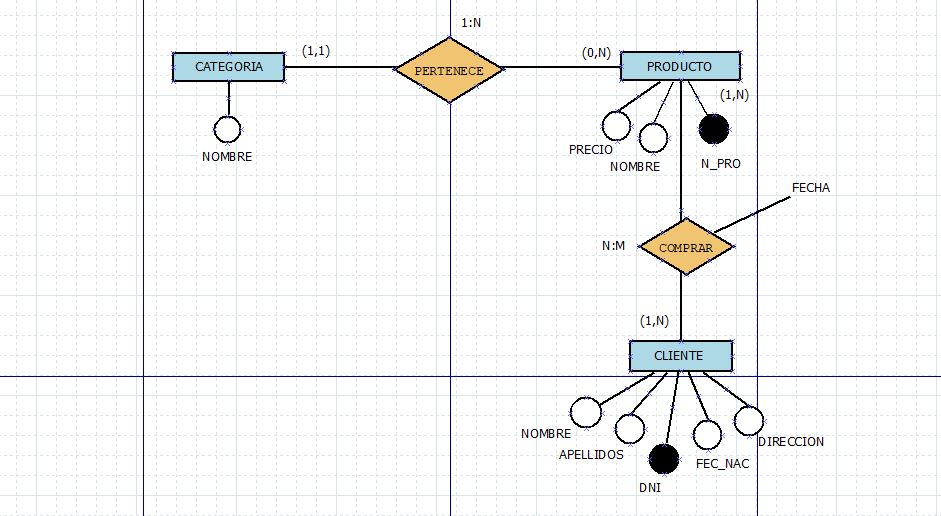 1:N
(1,1)
(0,N)
CATEGORIA
PERTENECE
PRODUCTO
(1,N)
PRECIO
NOMBRE
NOMBRE
N_PRO
FECHA
N:M
COMPRAR
(1,N)
CLIENTE
NOMBRE
DIRECCION
APELLIDOS
FEC_NAC
DNI